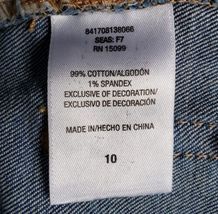 841708138066
SEAS: F7
RN 15099
99% COTTON/ALGODÓN
1% SPANDEX
EXCLUSIVE OF DECORATION/
EXCLUSIVO DE DECORACIÓN
MADE IN/HECHO EN CHINA
10